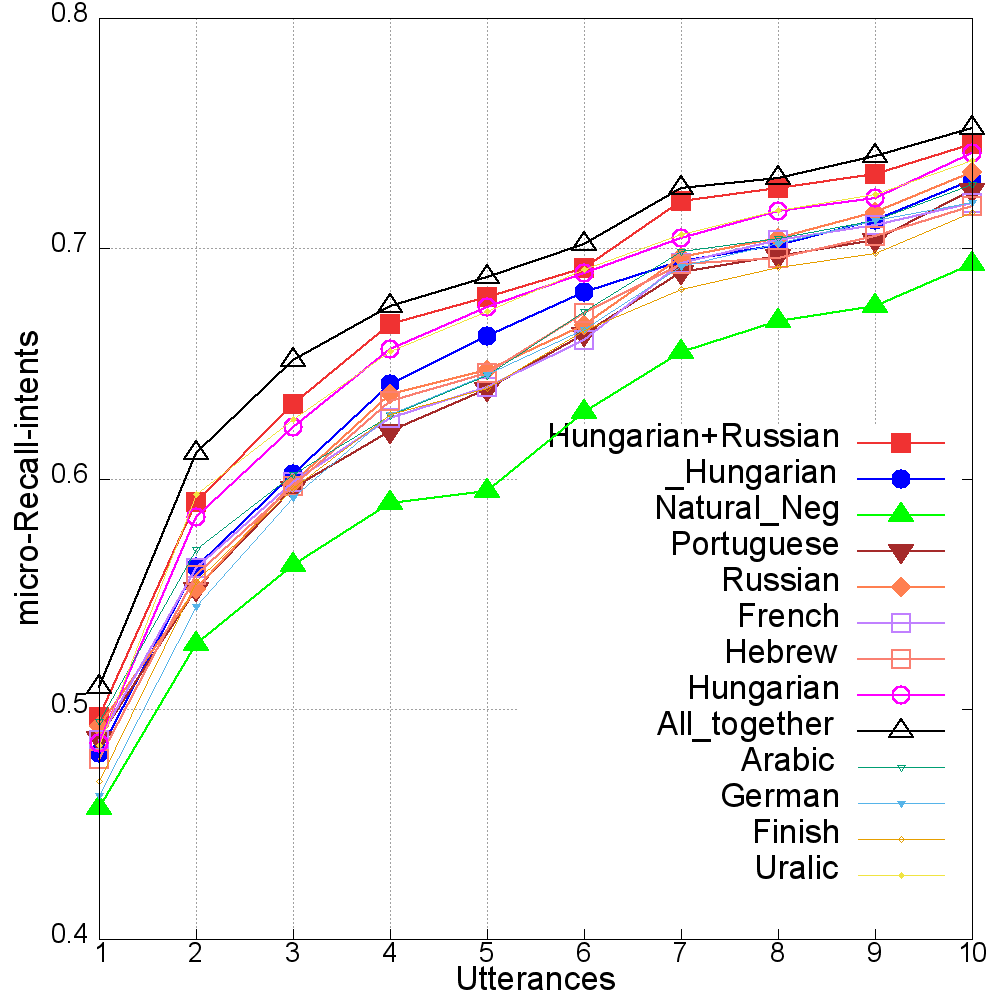 0.8
0.7
0.6
0.5
0.4
micro-Recall-intents
Hungarian+Russian
_Hungarian
Natural_Neg
Portuguese
Russian
French
Hebrew
Hungarian
All_together
Arabic
German
Finish
Uralic
1 2 3 4 5 6 7 8 9 10
Utterances